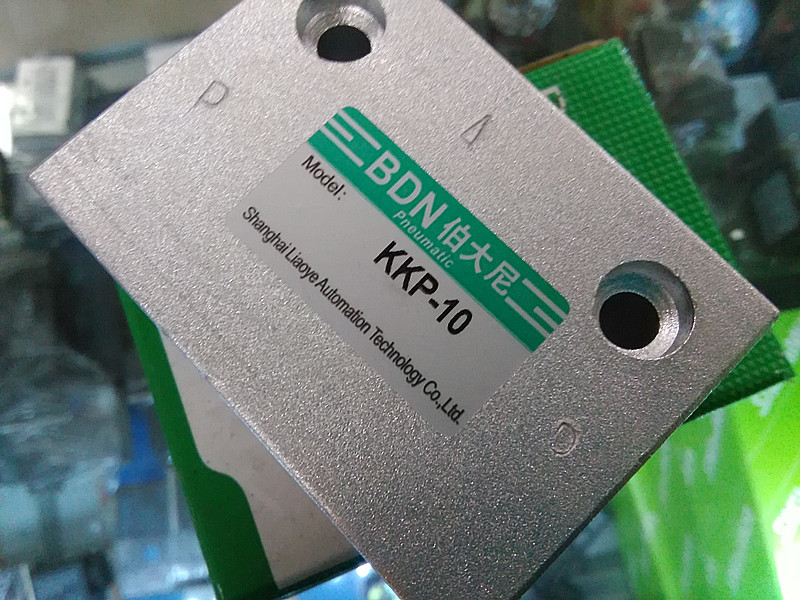 P
A
BDN 伯大尼
Pneumatic
Model:
KKP-10
Shanghai Liaoye Automation Technology Co.,Ltd.
O